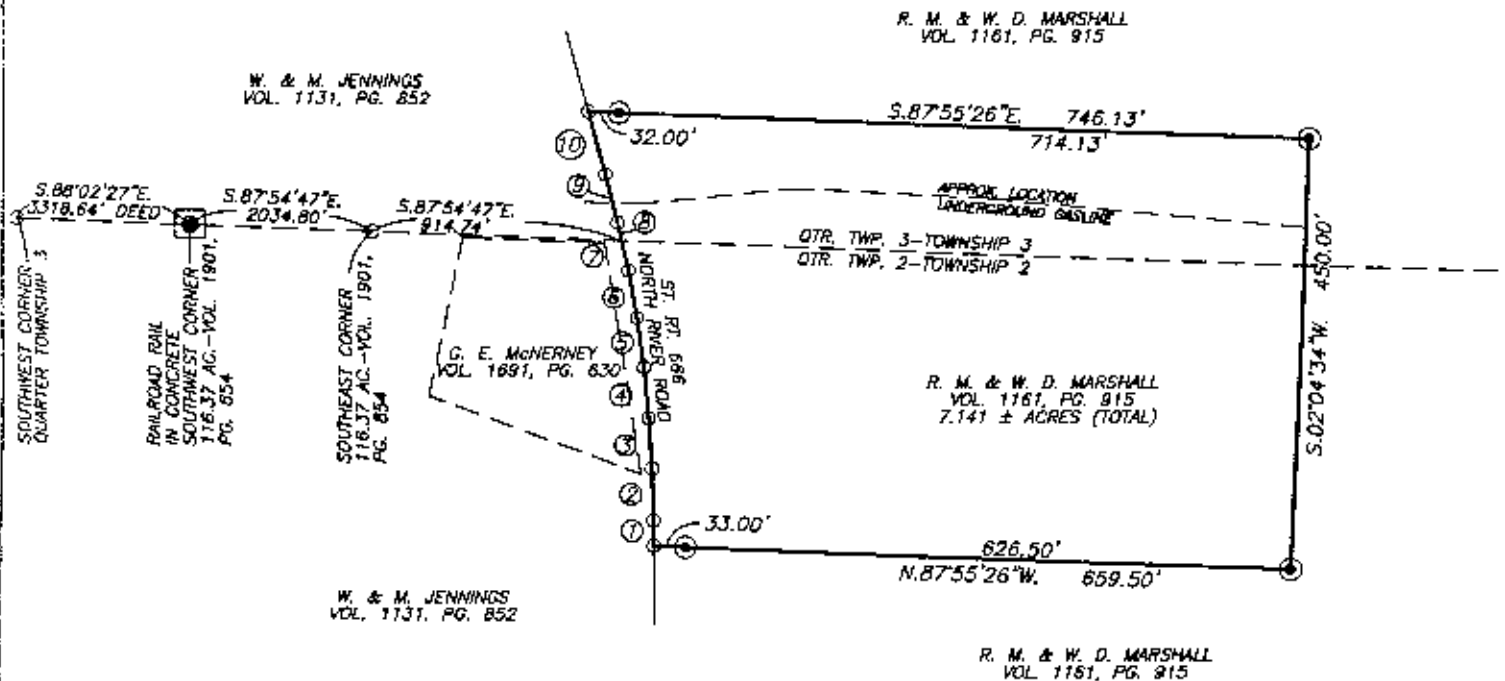 R. M. & W. D. MARSHALL
VOL. 1161, PG. 915
W. & M. JENNINGS
VOL. 1131, PG. 852
S.87°55'26"E. 746.13'
714.13'
32.00'
10
9
8
7
6
5
4
3
2
1
S.88°02'27"E.
3318.64' DEED
S.87°54'47"E.
2034.80'
S.87°54'47"E.
914.74'
APPROX. LOCATION
UNDERGROUND GASLINE
QTR. TWP. 3-TOWNSHIP 3
QTR. TWP. 2-TOWNSHIP 2
SOUTHWEST CORNER
QUARTER TOWNSHIP 3
RAILROAD RAIL
IN CONCRETE
SOUTHWEST CORNER
116.37 AC.-VOL. 1901,
PG. 654
SOUTHEAST CORNER
116.37 AC.-VOL. 1901,
PG. 654
ST. RT. 666
NORTH RIVER ROAD
G. E. McNERNEY
VOL. 1691, PG. 630
R. M. & W. D. MARSHALL
VOL. 1161, PG. 915
7.141 ± ACRES (TOTAL)
S.02°04'34"W. 450.00'
33.00'
626.50'
N.87°55'26"W. 659.50'
W. & M. JENNINGS
VOL. 1131, PG. 852
R. M. & W. D. MARSHALL
VOL. 1161, PG. 915